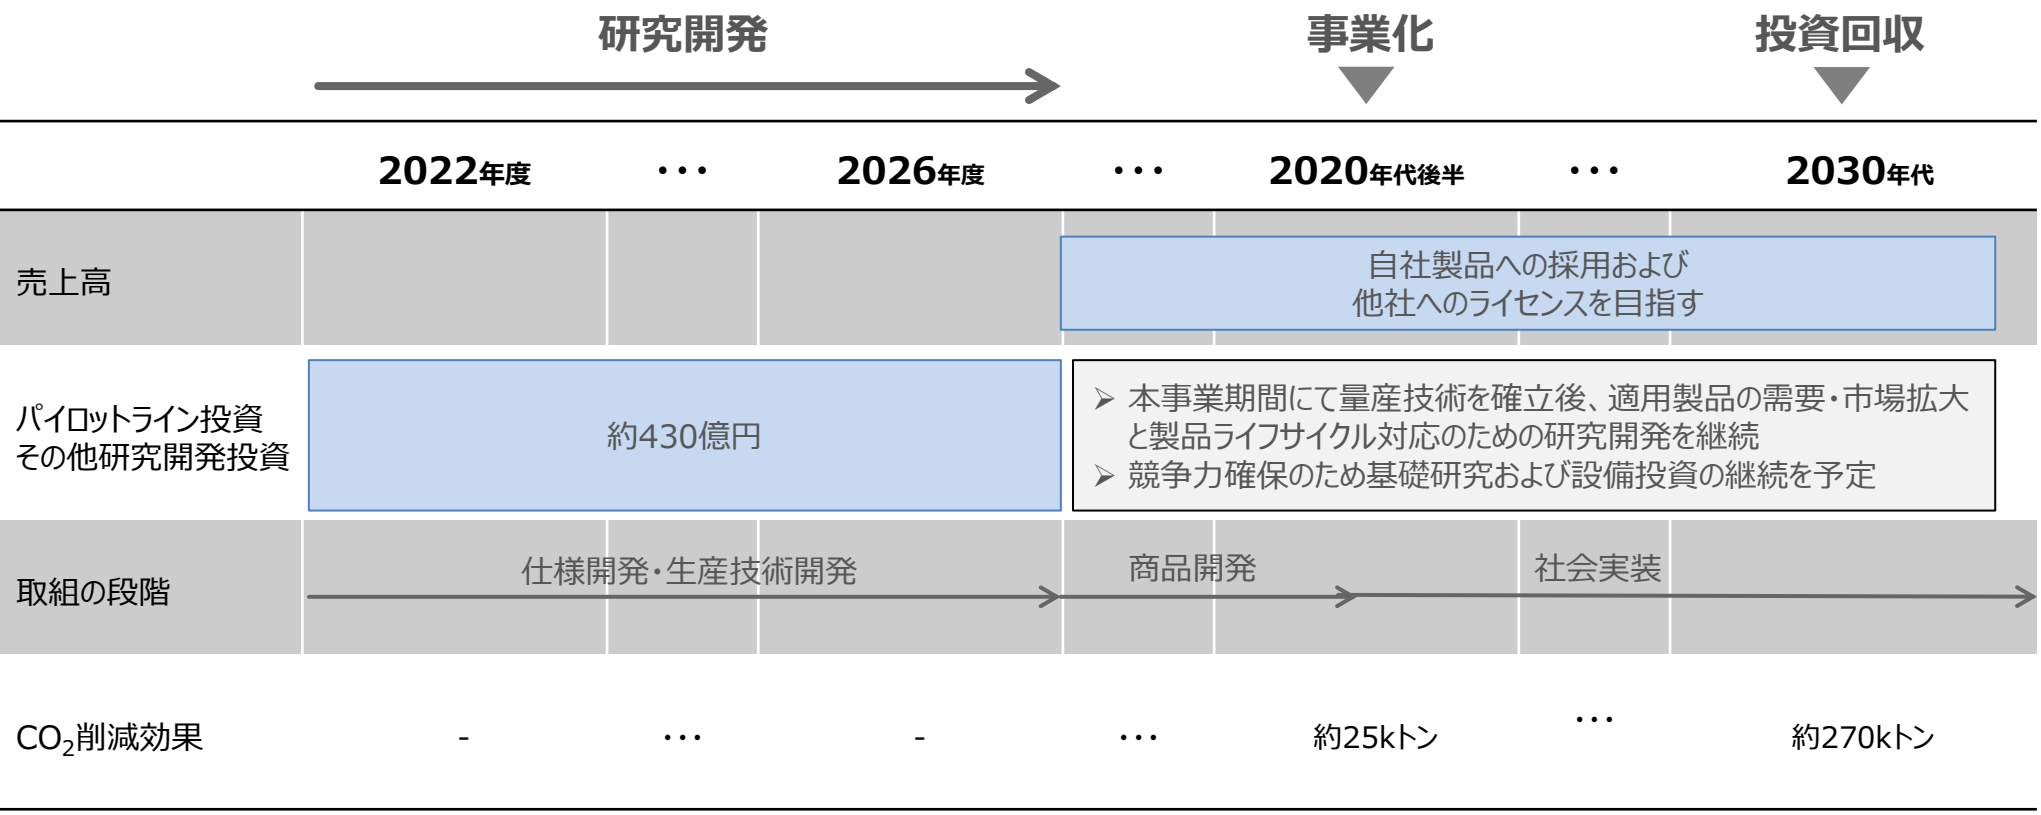 研究開発 事業化 投資回収
2022年度 ・・・ 2026年度 ・・・ 2020年代後半 ・・・ 2030年代
売上高
自社製品への採用および
他社へのライセンスを目指す
パイロットライン投資
その他研究開発投資
約430億円
➢ 本事業期間にて量産技術を確立後、適用製品の需要・市場拡大
と製品ライフサイクル対応のための研究開発を継続
➢ 競争力確保のため基礎研究および設備投資の継続を予定
取組の段階
仕様開発・生産技術開発 商品開発 社会実装
CO₂削減効果 - ・・・ - ・・・ 約25kトン ・・・ 約270kトン